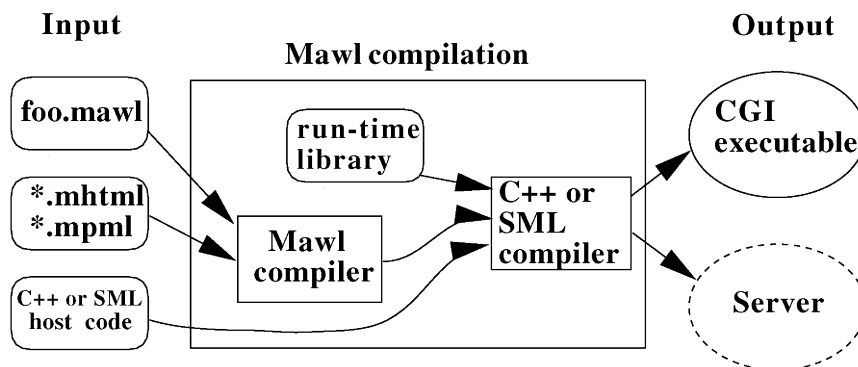 Input
Output
Mawl compilation
foo.mawl
*.mhtml
*.mpml
C++ or SML
host code
run-time
library
Mawl
compiler
C++ or
SML
compiler
CGI
executable
Server